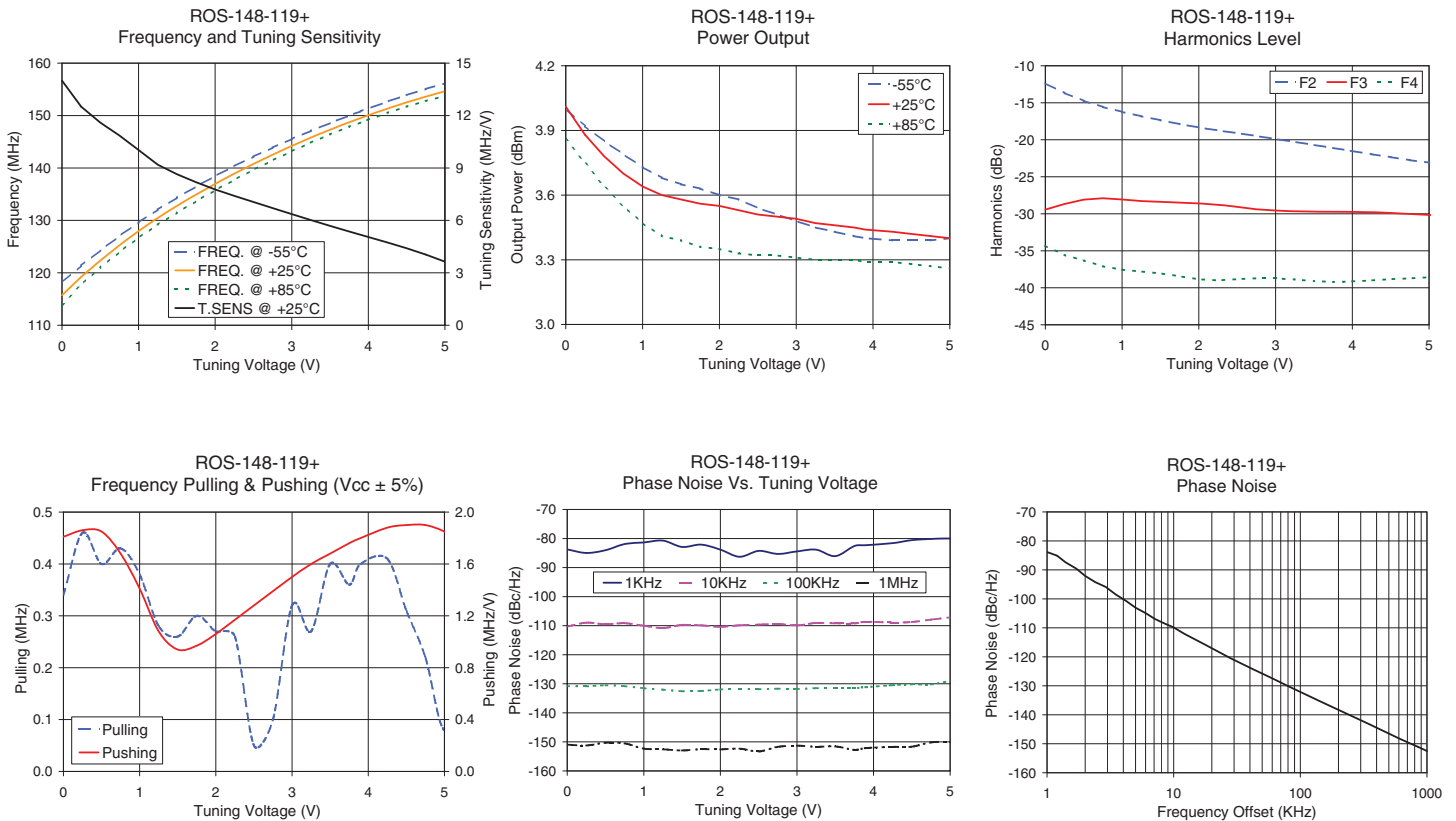 ROS-148-119+
Frequency and Tuning Sensitivity
160
150
140
130
120
110
Frequency (MHz)
15
12
9
6
3
0
Tuning Sensitivity (MHz/V)
FREQ. @ -55°C
FREQ. @ +25°C
FREQ. @ +85°C
T.SENS @ +25°C
0 1 2 3 4 5
Tuning Voltage (V)
ROS-148-119+
Power Output
4.2
3.9
3.6
3.3
3.0
Output Power (dBm)
-55°C
+25°C
+85°C
0 1 2 3 4 5
Tuning Voltage (V)
ROS-148-119+
Harmonics Level
-10
-15
-20
-25
-30
-35
-40
-45
Harmonics (dBc)
F2 F3 F4
0 1 2 3 4 5
Tuning Voltage (V)
ROS-148-119+
Frequency Pulling & Pushing (Vcc ± 5%)
0.5
0.4
0.3
0.2
0.1
0.0
Pulling (MHz)
2.0
1.6
1.2
0.8
0.4
0.0
Pushing (MHz/V)
Pulling
Pushing
0 1 2 3 4 5
Tuning Voltage (V)
ROS-148-119+
Phase Noise Vs. Tuning Voltage
-70
-80
-90
-100
-110
-120
-130
-140
-150
-160
Phase Noise (dBc/Hz)
1KHz 10KHz 100KHz 1MHz
0 1 2 3 4 5
Tuning Voltage (V)
ROS-148-119+
Phase Noise
-70
-80
-90
-100
-110
-120
-130
-140
-150
-160
Phase Noise (dBc/Hz)
1 10 100 1000
Frequency Offset (KHz)